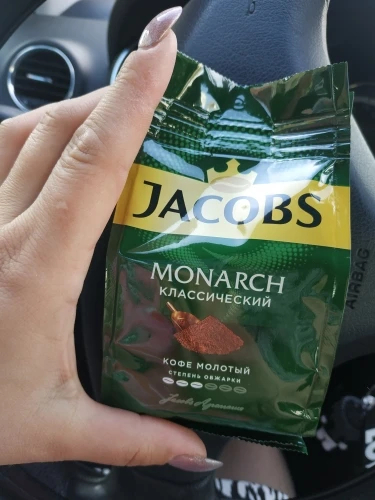 JACOBS
MONARCH
КЛАССИЧЕСКИЙ
КОФЕ МОЛОТЫЙ
СТЕПЕНЬ ОБЖАРКИ
AIRBAG